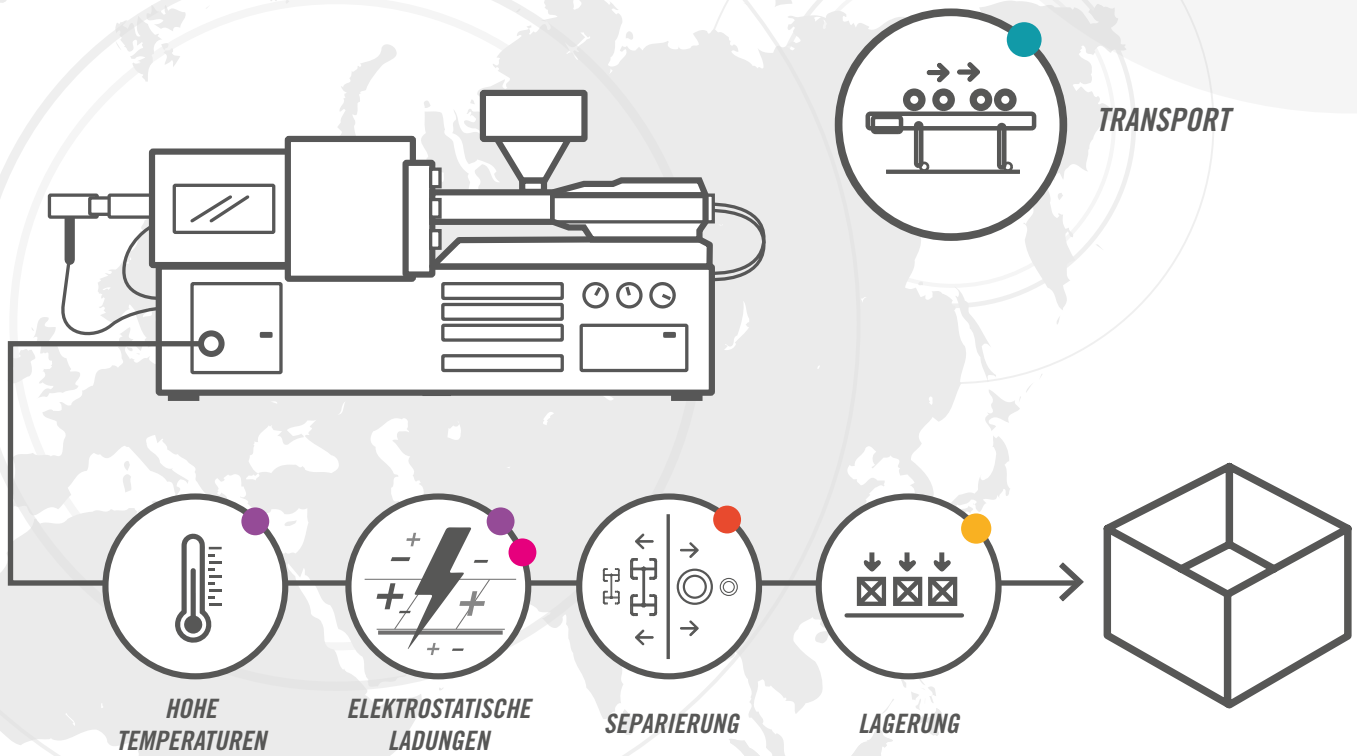 TRANSPORT
HOHE
TEMPERATUREN
ELEKTROSTATISCHE
LADUNGEN
SEPARIERUNG
LAGERUNG